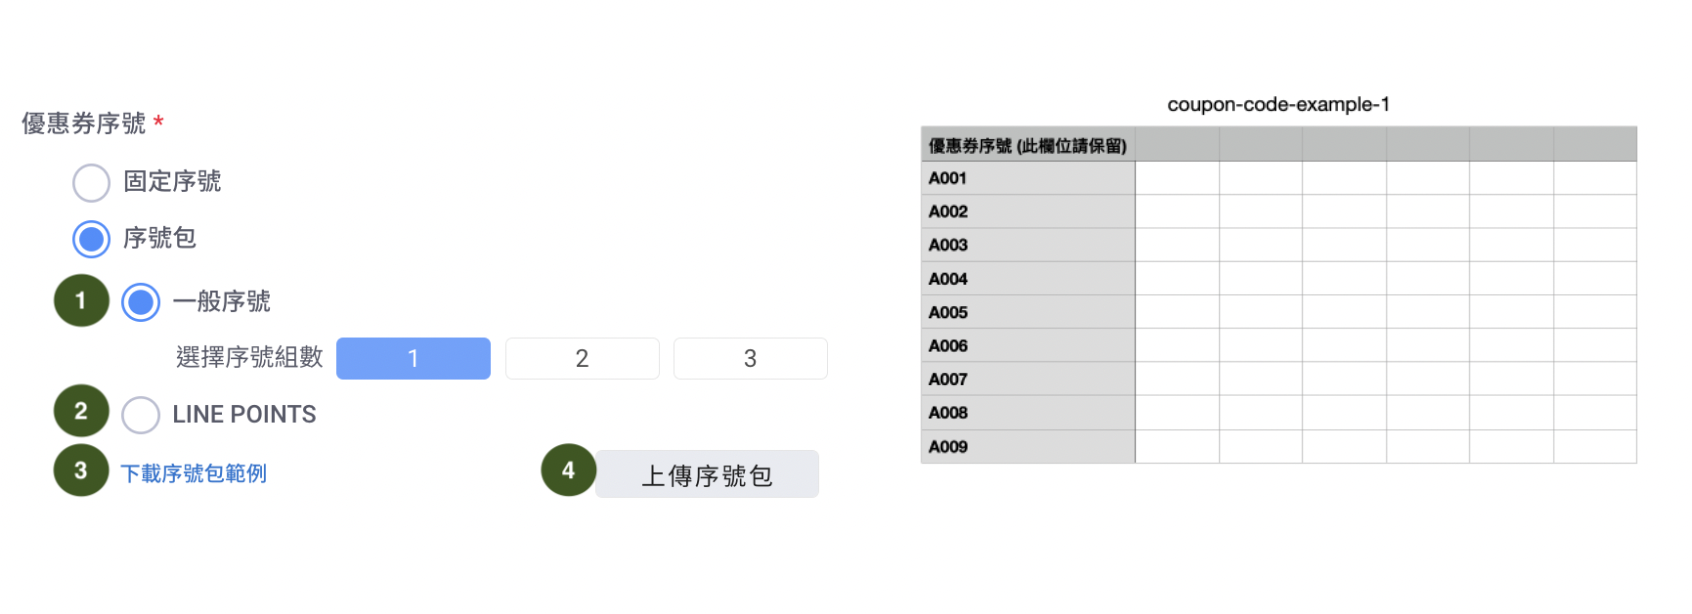 優惠券序號 *
固定序號
序號包
1 一般序號
選擇序號組數 1 2 3
2 LINE POINTS
3 下載序號包範例
4 上傳序號包
coupon-code-example-1
優惠券序號 (此欄位請保留)
A001
A002
A003
A004
A005
A006
A007
A008
A009